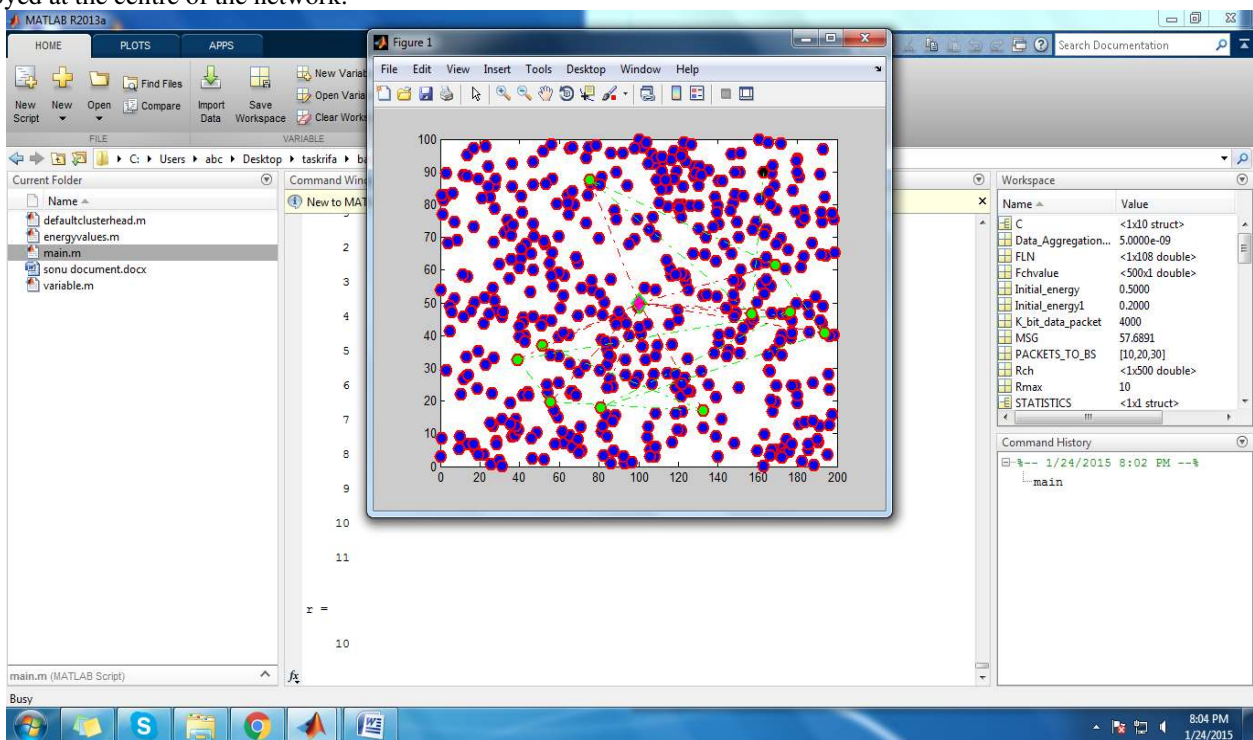 oyed at the centre of the network.
MATLAB R2013a
HOME PLOTS APPS
Search Documentation
New Script
New
Open
Find Files
Compare
Import Data
Save Workspace
New Variab
Open Varia
Clear Works
FILE
VARIABLE
C: Users abc Desktop taskrifa ba
Current Folder
Name
defaultclusterhead.m
energyvalues.m
main.m
sonu document.docx
variable.m
main.m (MATLAB Script)
Busy
Command Wind
New to MAT
2
3
4
5
6
7
8
9
10
11
r =
10
fx
Figure 1
File Edit View Insert Tools Desktop Window Help
100
90
80
70
60
50
40
30
20
10
0
0 20 40 60 80 100 120 140 160 180 200
Workspace
Name Value
C <1x10 struct>
Data_Aggregation... 5.0000e-09
FLN <1x108 double>
Fchvalue <500x1 double>
Initial_energy 0.5000
Initial_energy1 0.2000
K_bit_data_packet 4000
MSG 57.6891
PACKETS_TO_BS [10,20,30]
Rch <1x500 double>
Rmax 10
STATISTICS <1x1 struct>
Command History
%-- 1/24/2015 8:02 PM --%
main
8:04 PM
1/24/2015